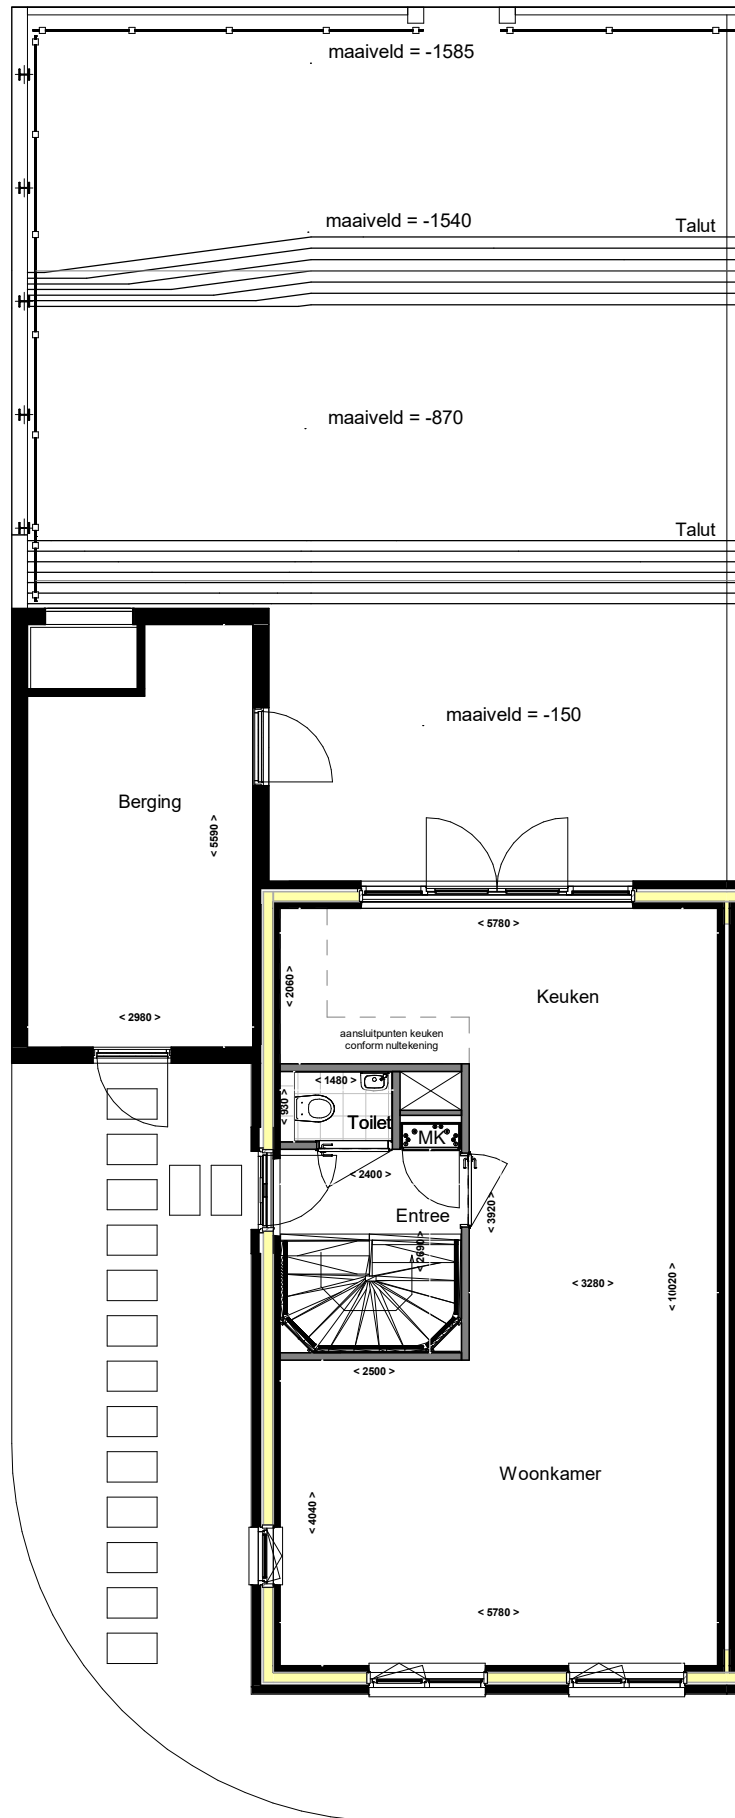 maaiveld = -1585
maaiveld = -1540
Talut
maaiveld = -870
Talut
maaiveld = -150
Berging
< 5590 >
< 2980 >
< 5780 >
< 2060 >
Keuken
aansluitpunten keuken
conform nultekening
< 1480 >
< 930 >
Toilet
MK
< 2400 >
Entree
< 3920 >
< 2690 >
< 3280 >
< 10020 >
< 2500 >
Woonkamer
< 4040 >
< 5780 >